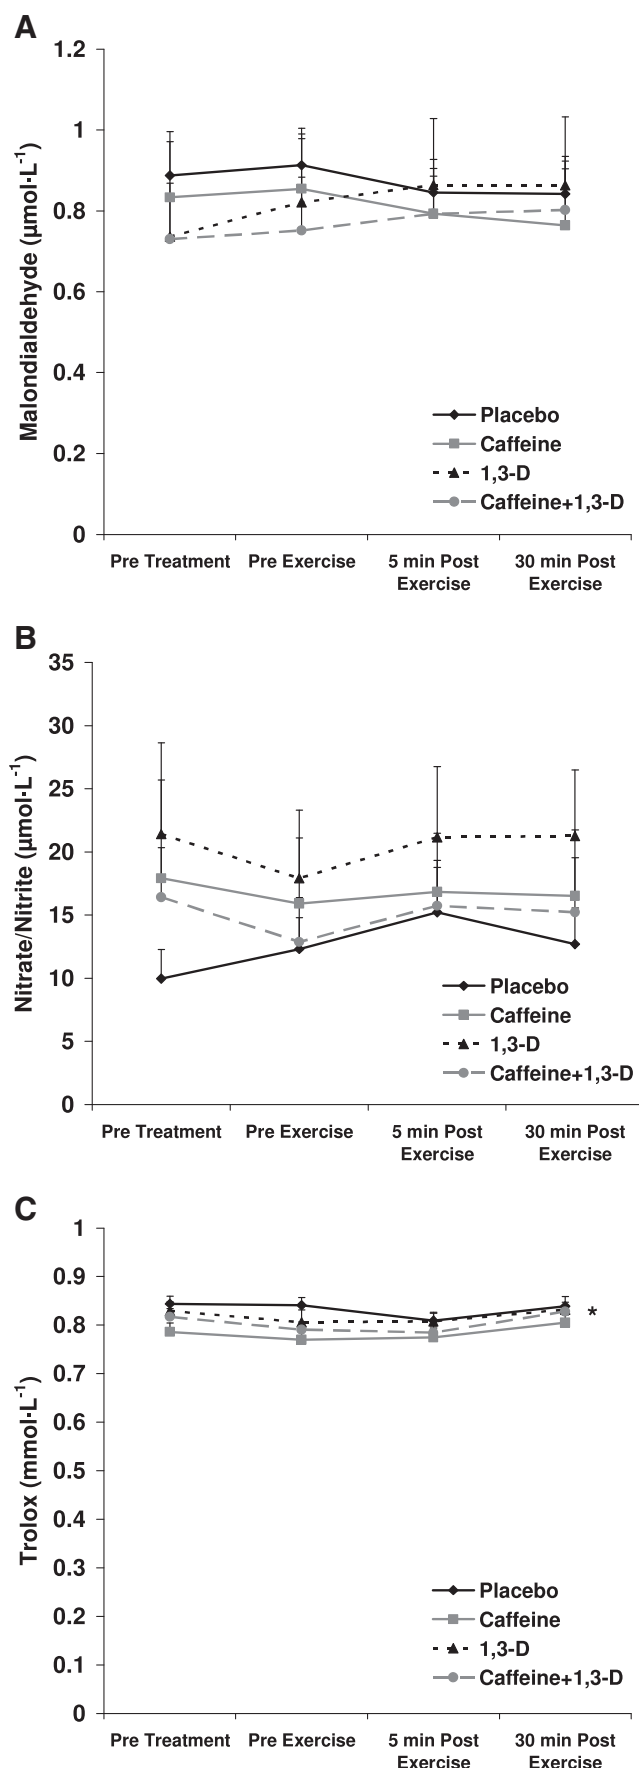 A
Malondialdehyde (µmol·L⁻¹)
1.2
1
0.8
0.6
0.4
0.2
0
Placebo
Caffeine
1,3-D
Caffeine+1,3-D
Pre Treatment
Pre Exercise
5 min Post
Exercise
30 min Post
Exercise
B
Nitrate/Nitrite (µmol·L⁻¹)
35
30
25
20
15
10
5
0
Placebo
Caffeine
1,3-D
Caffeine+1,3-D
Pre Treatment
Pre Exercise
5 min Post
Exercise
30 min Post
Exercise
C
Trolox (mmol·L⁻¹)
1
0.9
0.8
0.7
0.6
0.5
0.4
0.3
0.2
0.1
0
*
Placebo
Caffeine
1,3-D
Caffeine+1,3-D
Pre Treatment
Pre Exercise
5 min Post
Exercise
30 min Post
Exercise